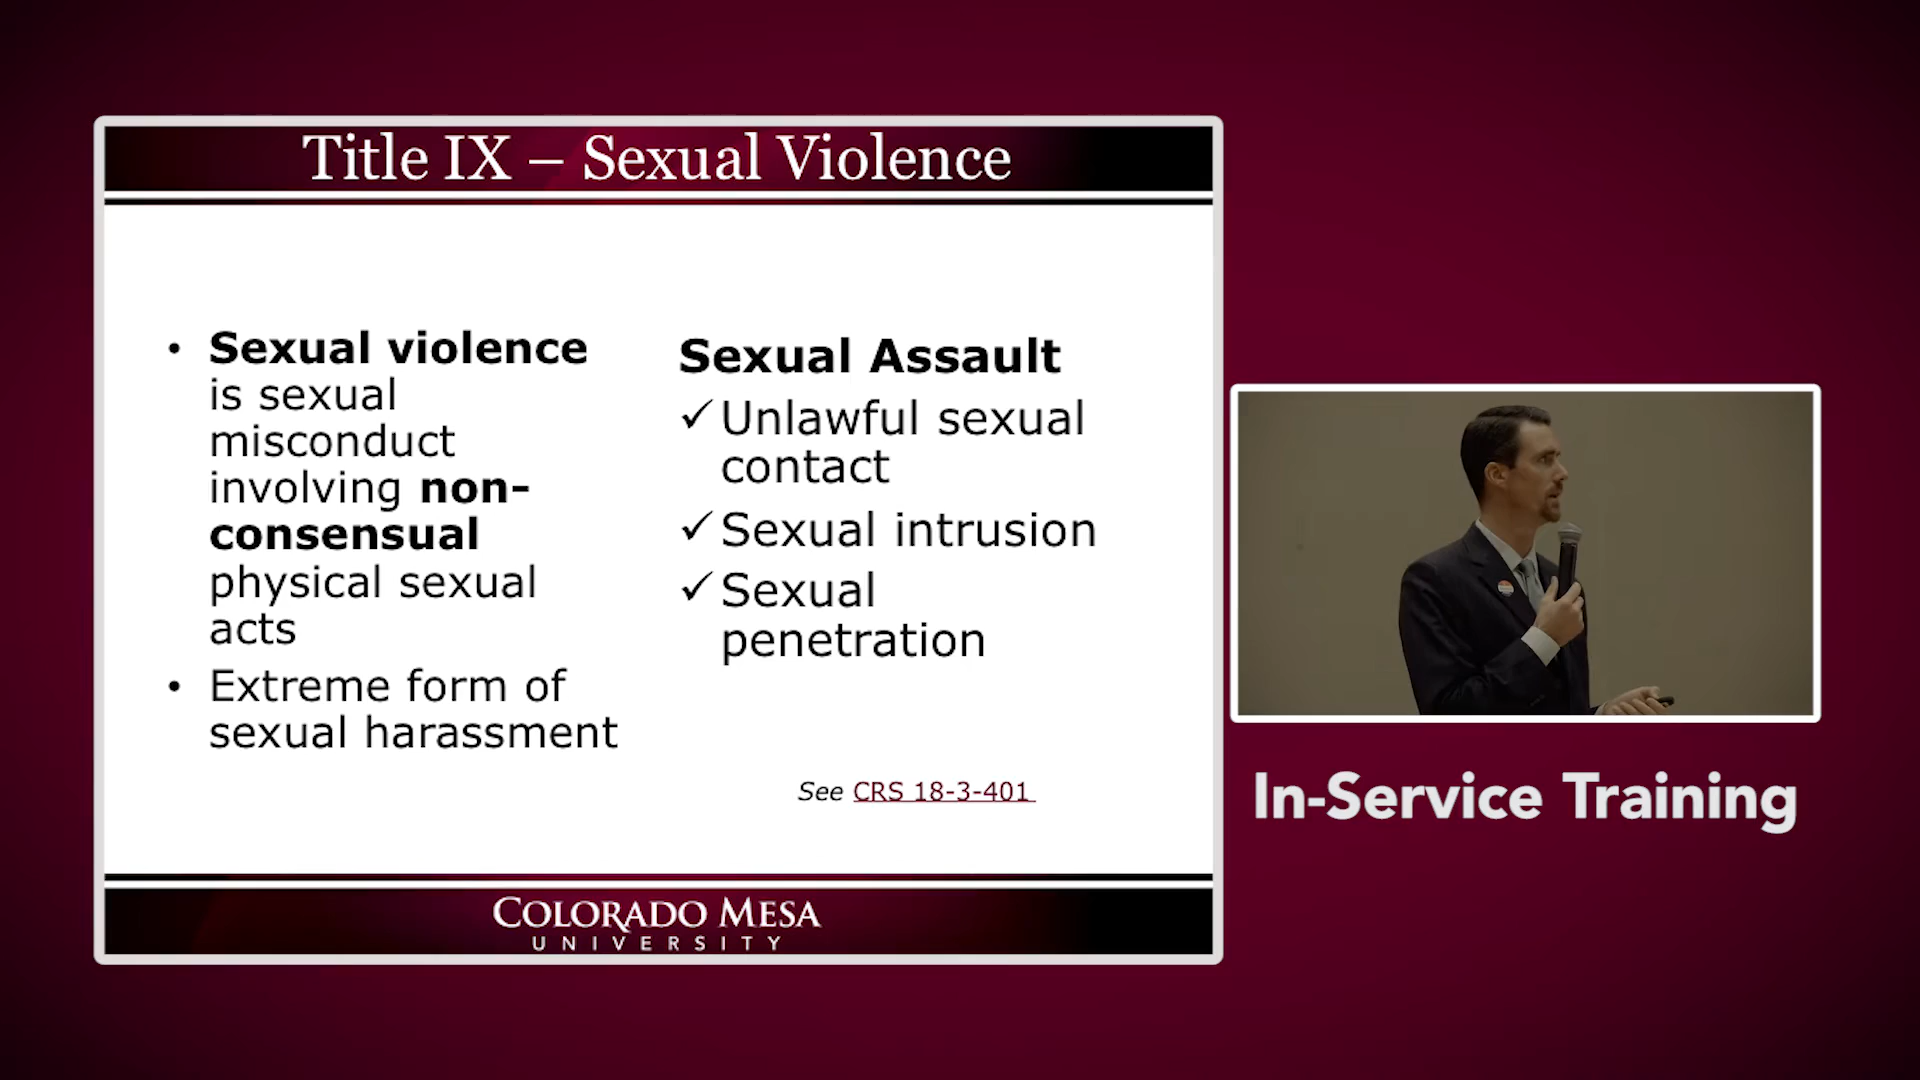 Title IX – Sexual Violence
• Sexual violence
is sexual
misconduct
involving non-
consensual
physical sexual
acts
• Extreme form of
sexual harassment
Sexual Assault
✓ Unlawful sexual
contact
✓ Sexual intrusion
✓ Sexual
penetration
See CRS 18-3-401
COLORADO MESA
UNIVERSITY
In-Service Training